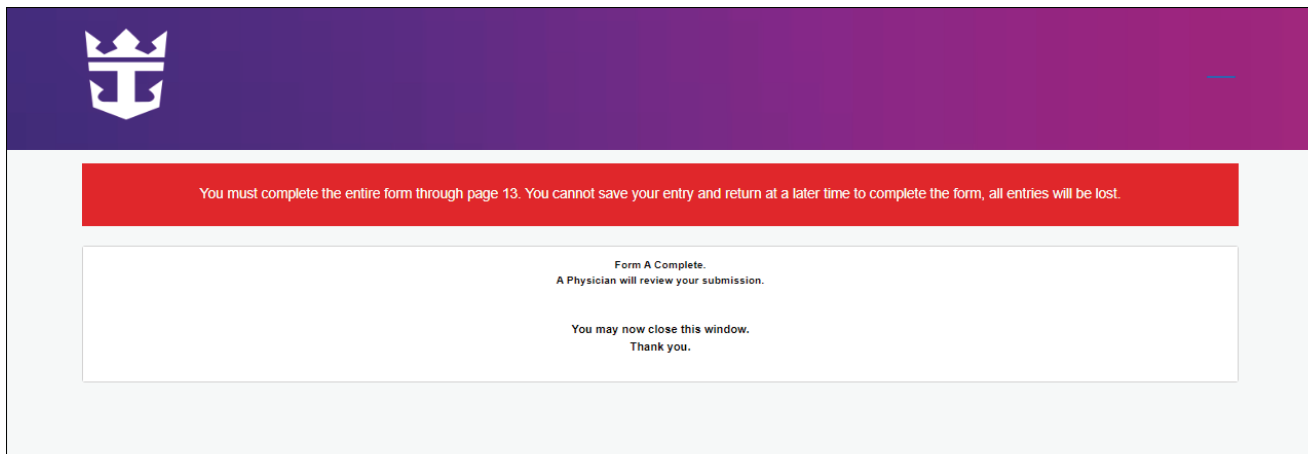 You must complete the entire form through page 13. You cannot save your entry and return at a later time to complete the form, all entries will be lost.
Form A Complete.
A Physician will review your submission.
You may now close this window.
Thank you.